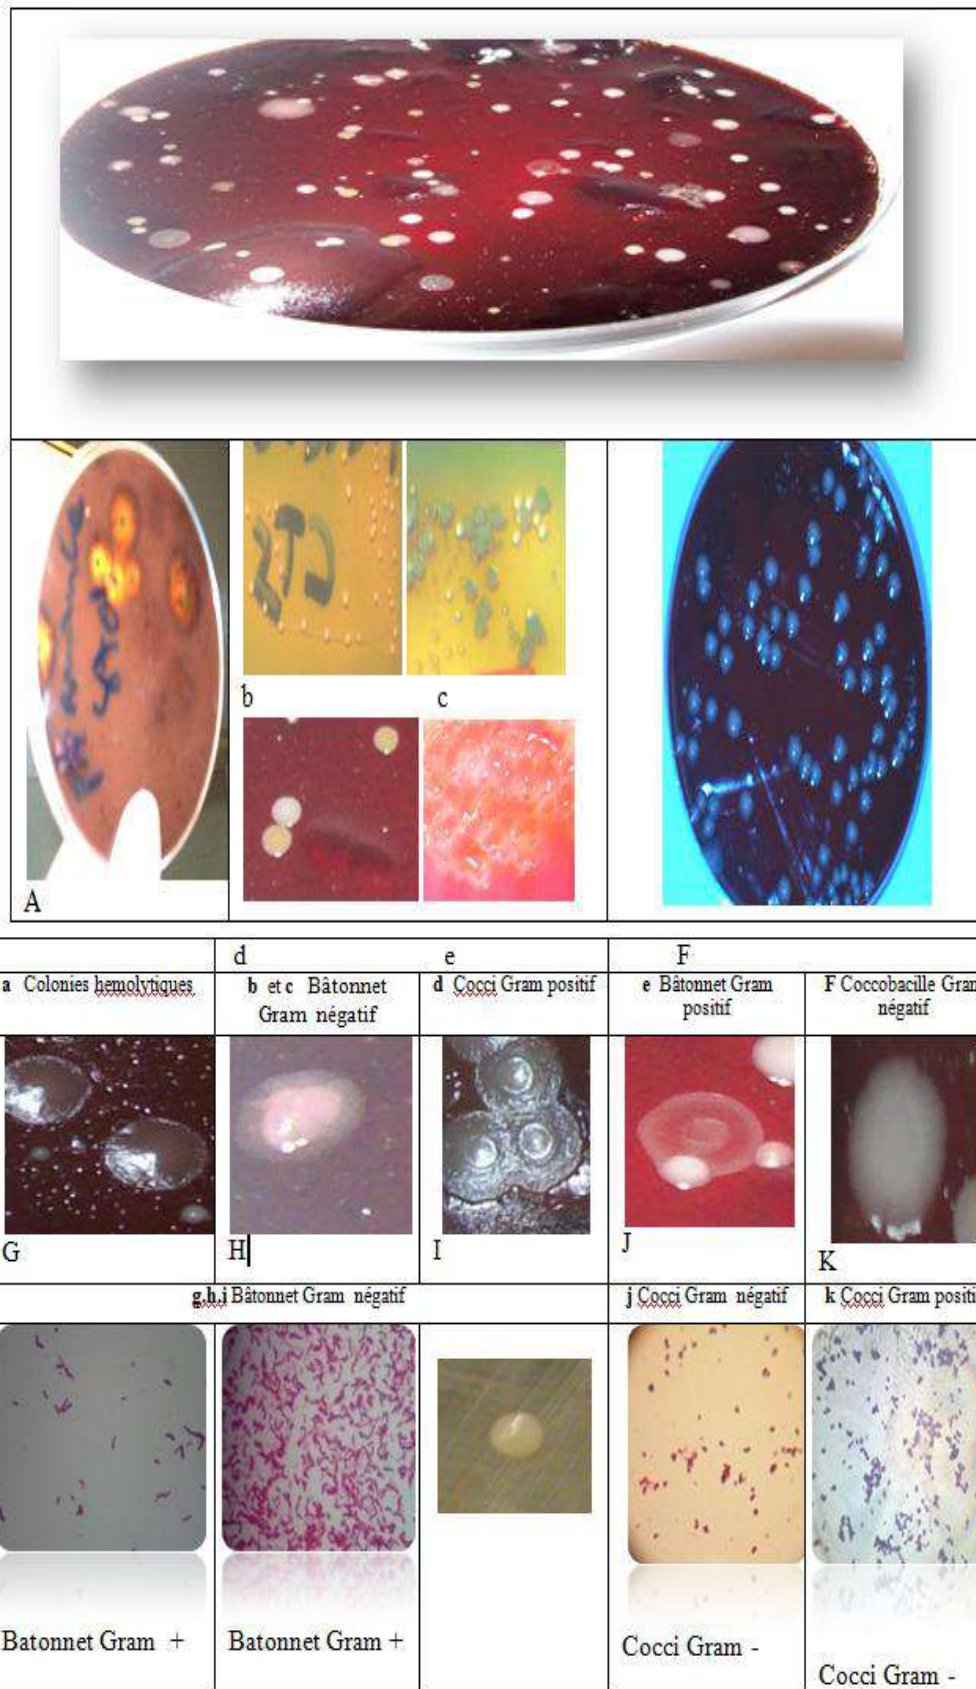 b
c
A
d
e
F
a Colonies hemolytiques
b et c Bâtonnet
Gram négatif
d Cocci Gram positif
e Bâtonnet Gram
positif
F Coccobacille Gram
négatif
G
H
I
J
K
g.h.i Bâtonnet Gram négatif
j Cocci Gram négatif
k Cocci Gram positif
Batonnet Gram +
Batonnet Gram +
Cocci Gram -
Cocci Gram -